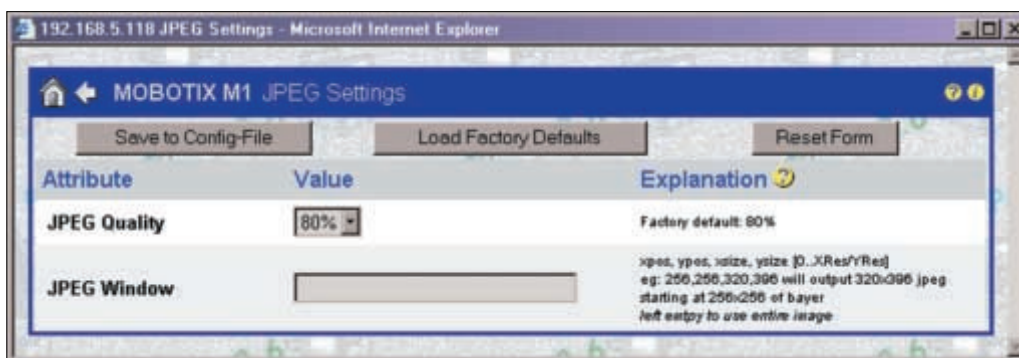 192.168.5.118 JPEG Settings - Microsoft Internet Explorer
MOBOTIX M1 JPEG Settings
Save to Config-File Load Factory Defaults Reset Form
Attribute Value Explanation
JPEG Quality 80% Factory default: 80%
JPEG Window
xpos, ypos, xsize, ysize [0..XRes/YRes]
eg: 256,256,320,396 will output 320x396 jpeg
starting at 256x256 of bayer
left emtpy to use entire image